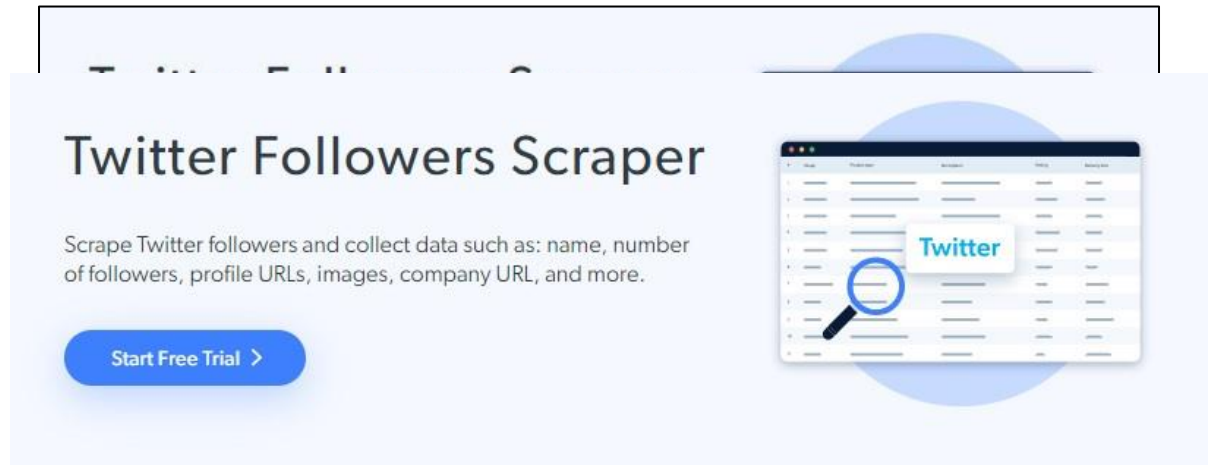 Twitter Followers Scraper
Scrape Twitter followers and collect data such as: name, number
of followers, profile URLs, images, company URL, and more.
Start Free Trial >
Twitter